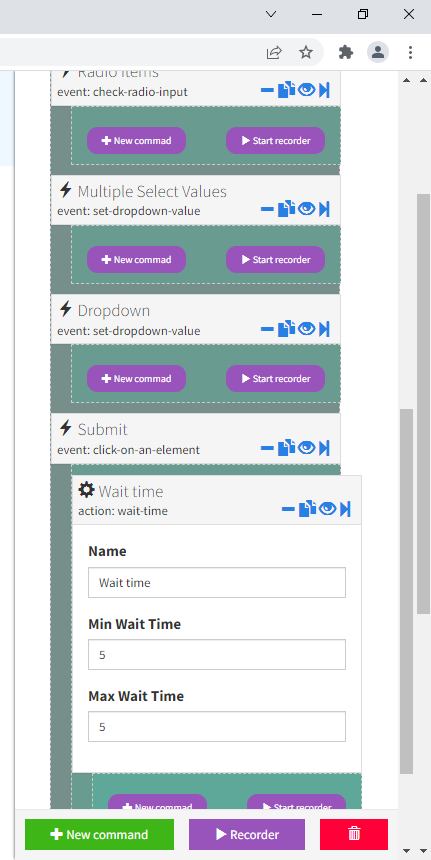 Radio Items
event: check-radio-input
New commad Start recorder
Multiple Select Values
event: set-dropdown-value
New commad Start recorder
Dropdown
event: set-dropdown-value
New commad Start recorder
Submit
event: click-on-an-element
Wait time
action: wait-time
Name
Wait time
Min Wait Time
5
Max Wait Time
5
New commad Start recorder
New command Recorder